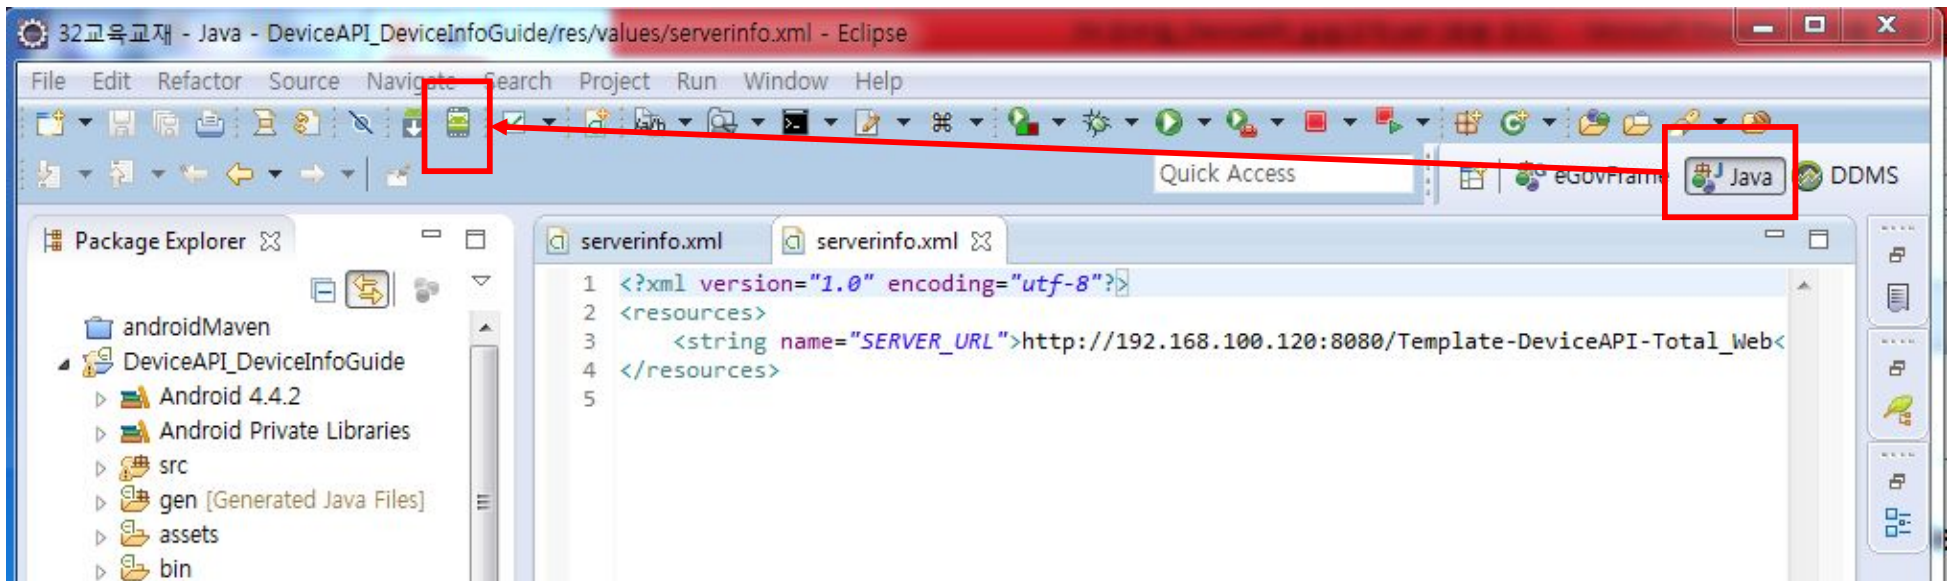 32교육교재 - Java - DeviceAPI_DeviceInfoGuide/res/values/serverinfo.xml - Eclipse
File Edit Refactor Source Navigate Search Project Run Window Help
Quick Access
eGovFrame
Java
DDMS
Package Explorer
androidMaven
DeviceAPI_DeviceInfoGuide
Android 4.4.2
Android Private Libraries
src
gen [Generated Java Files]
assets
bin
serverinfo.xml
serverinfo.xml
1 <?xml version="1.0" encoding="utf-8"?>
2 <resources>
3 <string name="SERVER_URL">http://192.168.100.120:8080/Template-DeviceAPI-Total_Web<
4 </resources>
5